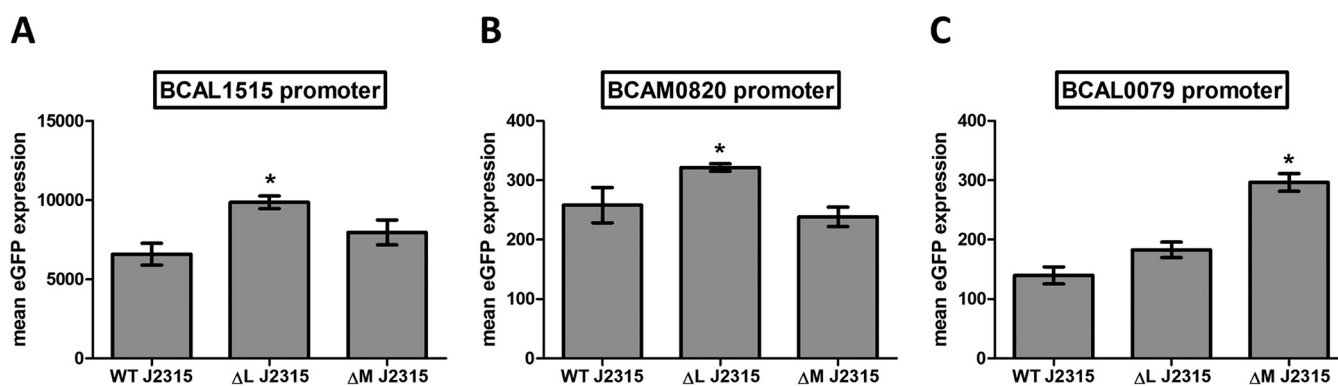 A
BCAL1515 promoter
mean eGFP expression
15000
10000
5000
0
*
WT J2315
ΔL J2315
ΔM J2315
B
BCAM0820 promoter
mean eGFP expression
400
300
200
100
0
*
WT J2315
ΔL J2315
ΔM J2315
C
BCAL0079 promoter
mean eGFP expression
400
300
200
100
0
*
WT J2315
ΔL J2315
ΔM J2315